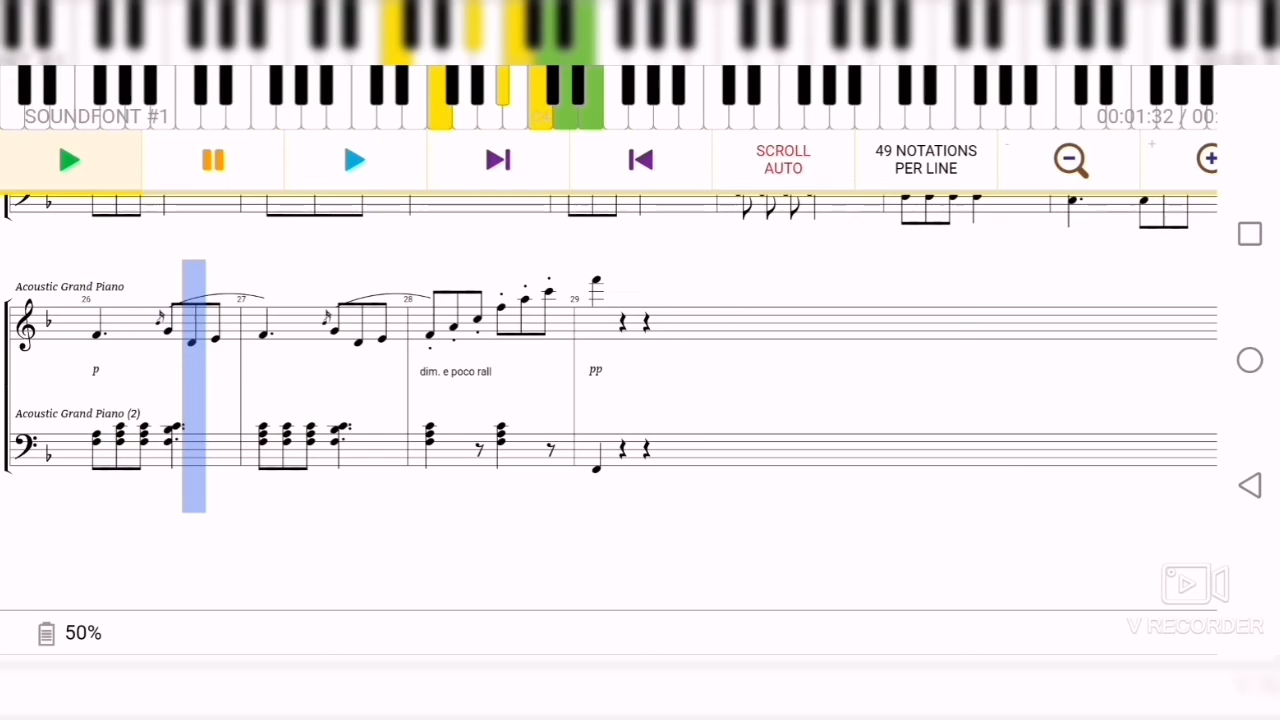 SOUNDFONT #1
00:01:32 / 00:
SCROLL
AUTO
49 NOTATIONS
PER LINE
-
+
Acoustic Grand Piano
26
27
28
29
p
dim. e poco rall
pp
Acoustic Grand Piano (2)
50%
V RECORDER